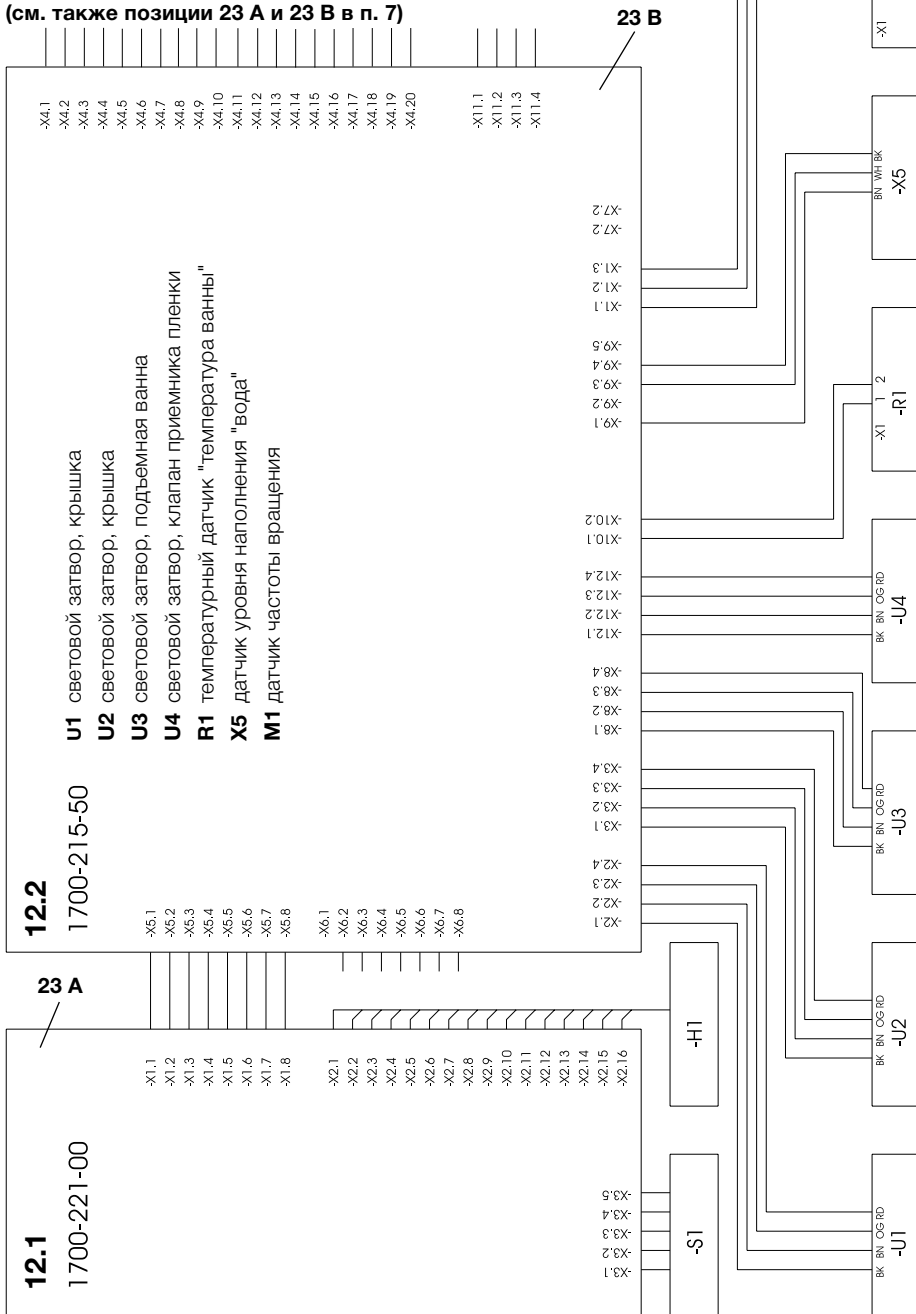 (см. также позиции 23 А и 23 В в п. 7)
23 B
-X4.1
-X4.2
-X4.3
-X4.4
-X4.5
-X4.6
-X4.7
-X4.8
-X4.9
-X4.10
-X4.11
-X4.12
-X4.13
-X4.14
-X4.15
-X4.16
-X4.17
-X4.18
-X4.19
-X4.20
-X11.1
-X11.2
-X11.3
-X11.4
12.2
1700-215-50
U1 световой затвор, крышка
U2 световой затвор, крышка
U3 световой затвор, подъемная ванна
U4 световой затвор, клапан приемника пленки
R1 температурный датчик "температура ванны"
X5 датчик уровня наполнения "вода"
M1 датчик частоты вращения
-X5.1
-X5.2
-X5.3
-X5.4
-X5.5
-X5.6
-X5.7
-X5.8
-X6.1
-X6.2
-X6.3
-X6.4
-X6.5
-X6.6
-X6.7
-X6.8
-X2.1
-X2.2
-X2.3
-X2.4
-X3.1
-X3.2
-X3.3
-X3.4
-X8.1
-X8.2
-X8.3
-X8.4
-X12.1
-X12.2
-X12.3
-X12.4
-X10.1
-X10.2
-X9.1
-X9.2
-X9.3
-X9.4
-X9.5
-X1.1
-X1.2
-X1.3
-X7.2
-X7.2
23 A
12.1
1700-221-00
-X1.1
-X1.2
-X1.3
-X1.4
-X1.5
-X1.6
-X1.7
-X1.8
-X2.1
-X2.2
-X2.3
-X2.4
-X2.5
-X2.6
-X2.7
-X2.8
-X2.9
-X2.10
-X2.11
-X2.12
-X2.13
-X2.14
-X2.15
-X2.16
-X3.1
-X3.2
-X3.3
-X3.4
-X3.5
-S1
-H1
BK BN OG RD
-U1
BK BN OG RD
-U2
BK BN OG RD
-U3
BK BN OG RD
-U4
-X1 1 2
-R1
BN WH BK
-X5
-X1